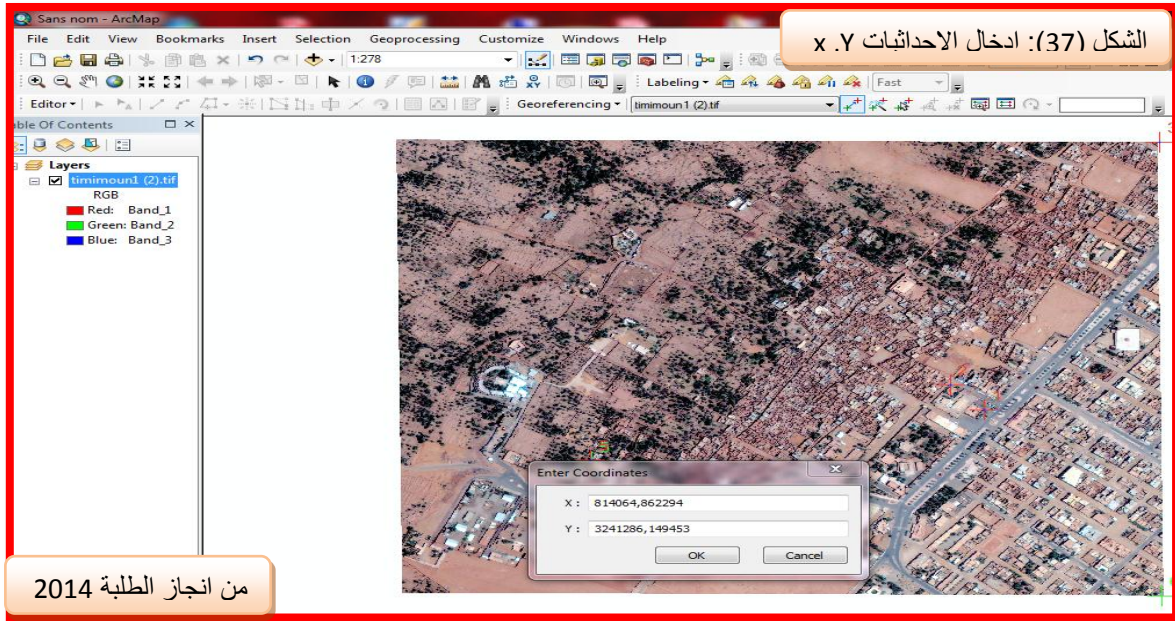 Sans nom - ArcMap
الشكل (37): ادخال الاحداثيات x .Y
File Edit View Bookmarks Insert Selection Geoprocessing Customize Windows Help
1:278
Labeling Fast
Editor Georeferencing timimoun1 (2).tif
ble Of Contents
Layers
timimoun1 (2).tif
RGB
Red: Band_1
Green: Band_2
Blue: Band_3
Enter Coordinates
X : 814064,862294
Y : 3241286,149453
OK Cancel
من انجاز الطلبة 2014